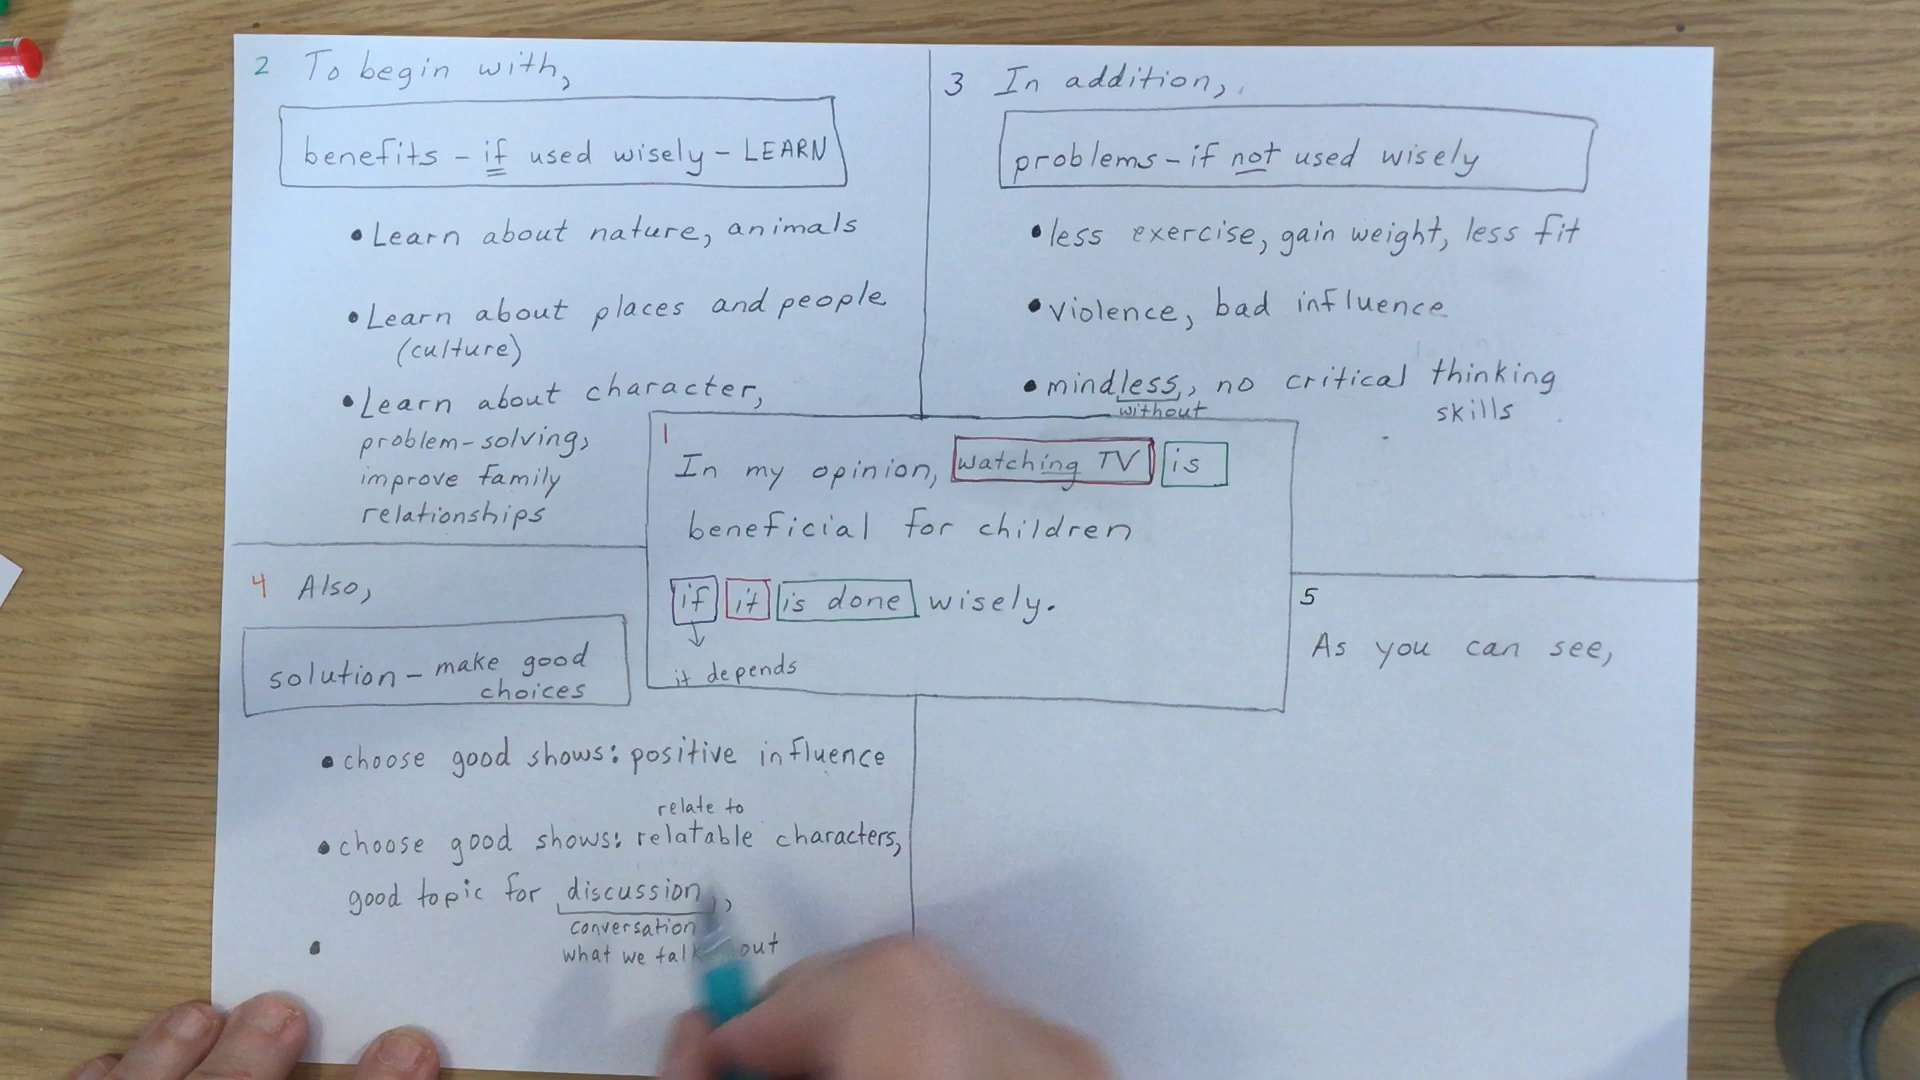 2 To begin with,
benefits - if used wisely - LEARN
• Learn about nature, animals
• Learn about places and people
(culture)
• Learn about character,
problem-solving,
improve family
relationships
3 In addition,
problems - if not used wisely
• less exercise, gain weight, less fit
• violence, bad influence
• mindless, no critical thinking
without
skills
1
In my opinion, watching TV is
beneficial for children
if it is done wisely.
it depends
4 Also,
solution - make good
choices
• choose good shows: positive influence
relate to
• choose good shows: relatable characters,
good topic for discussion,
conversation
what we
5
As you can see,